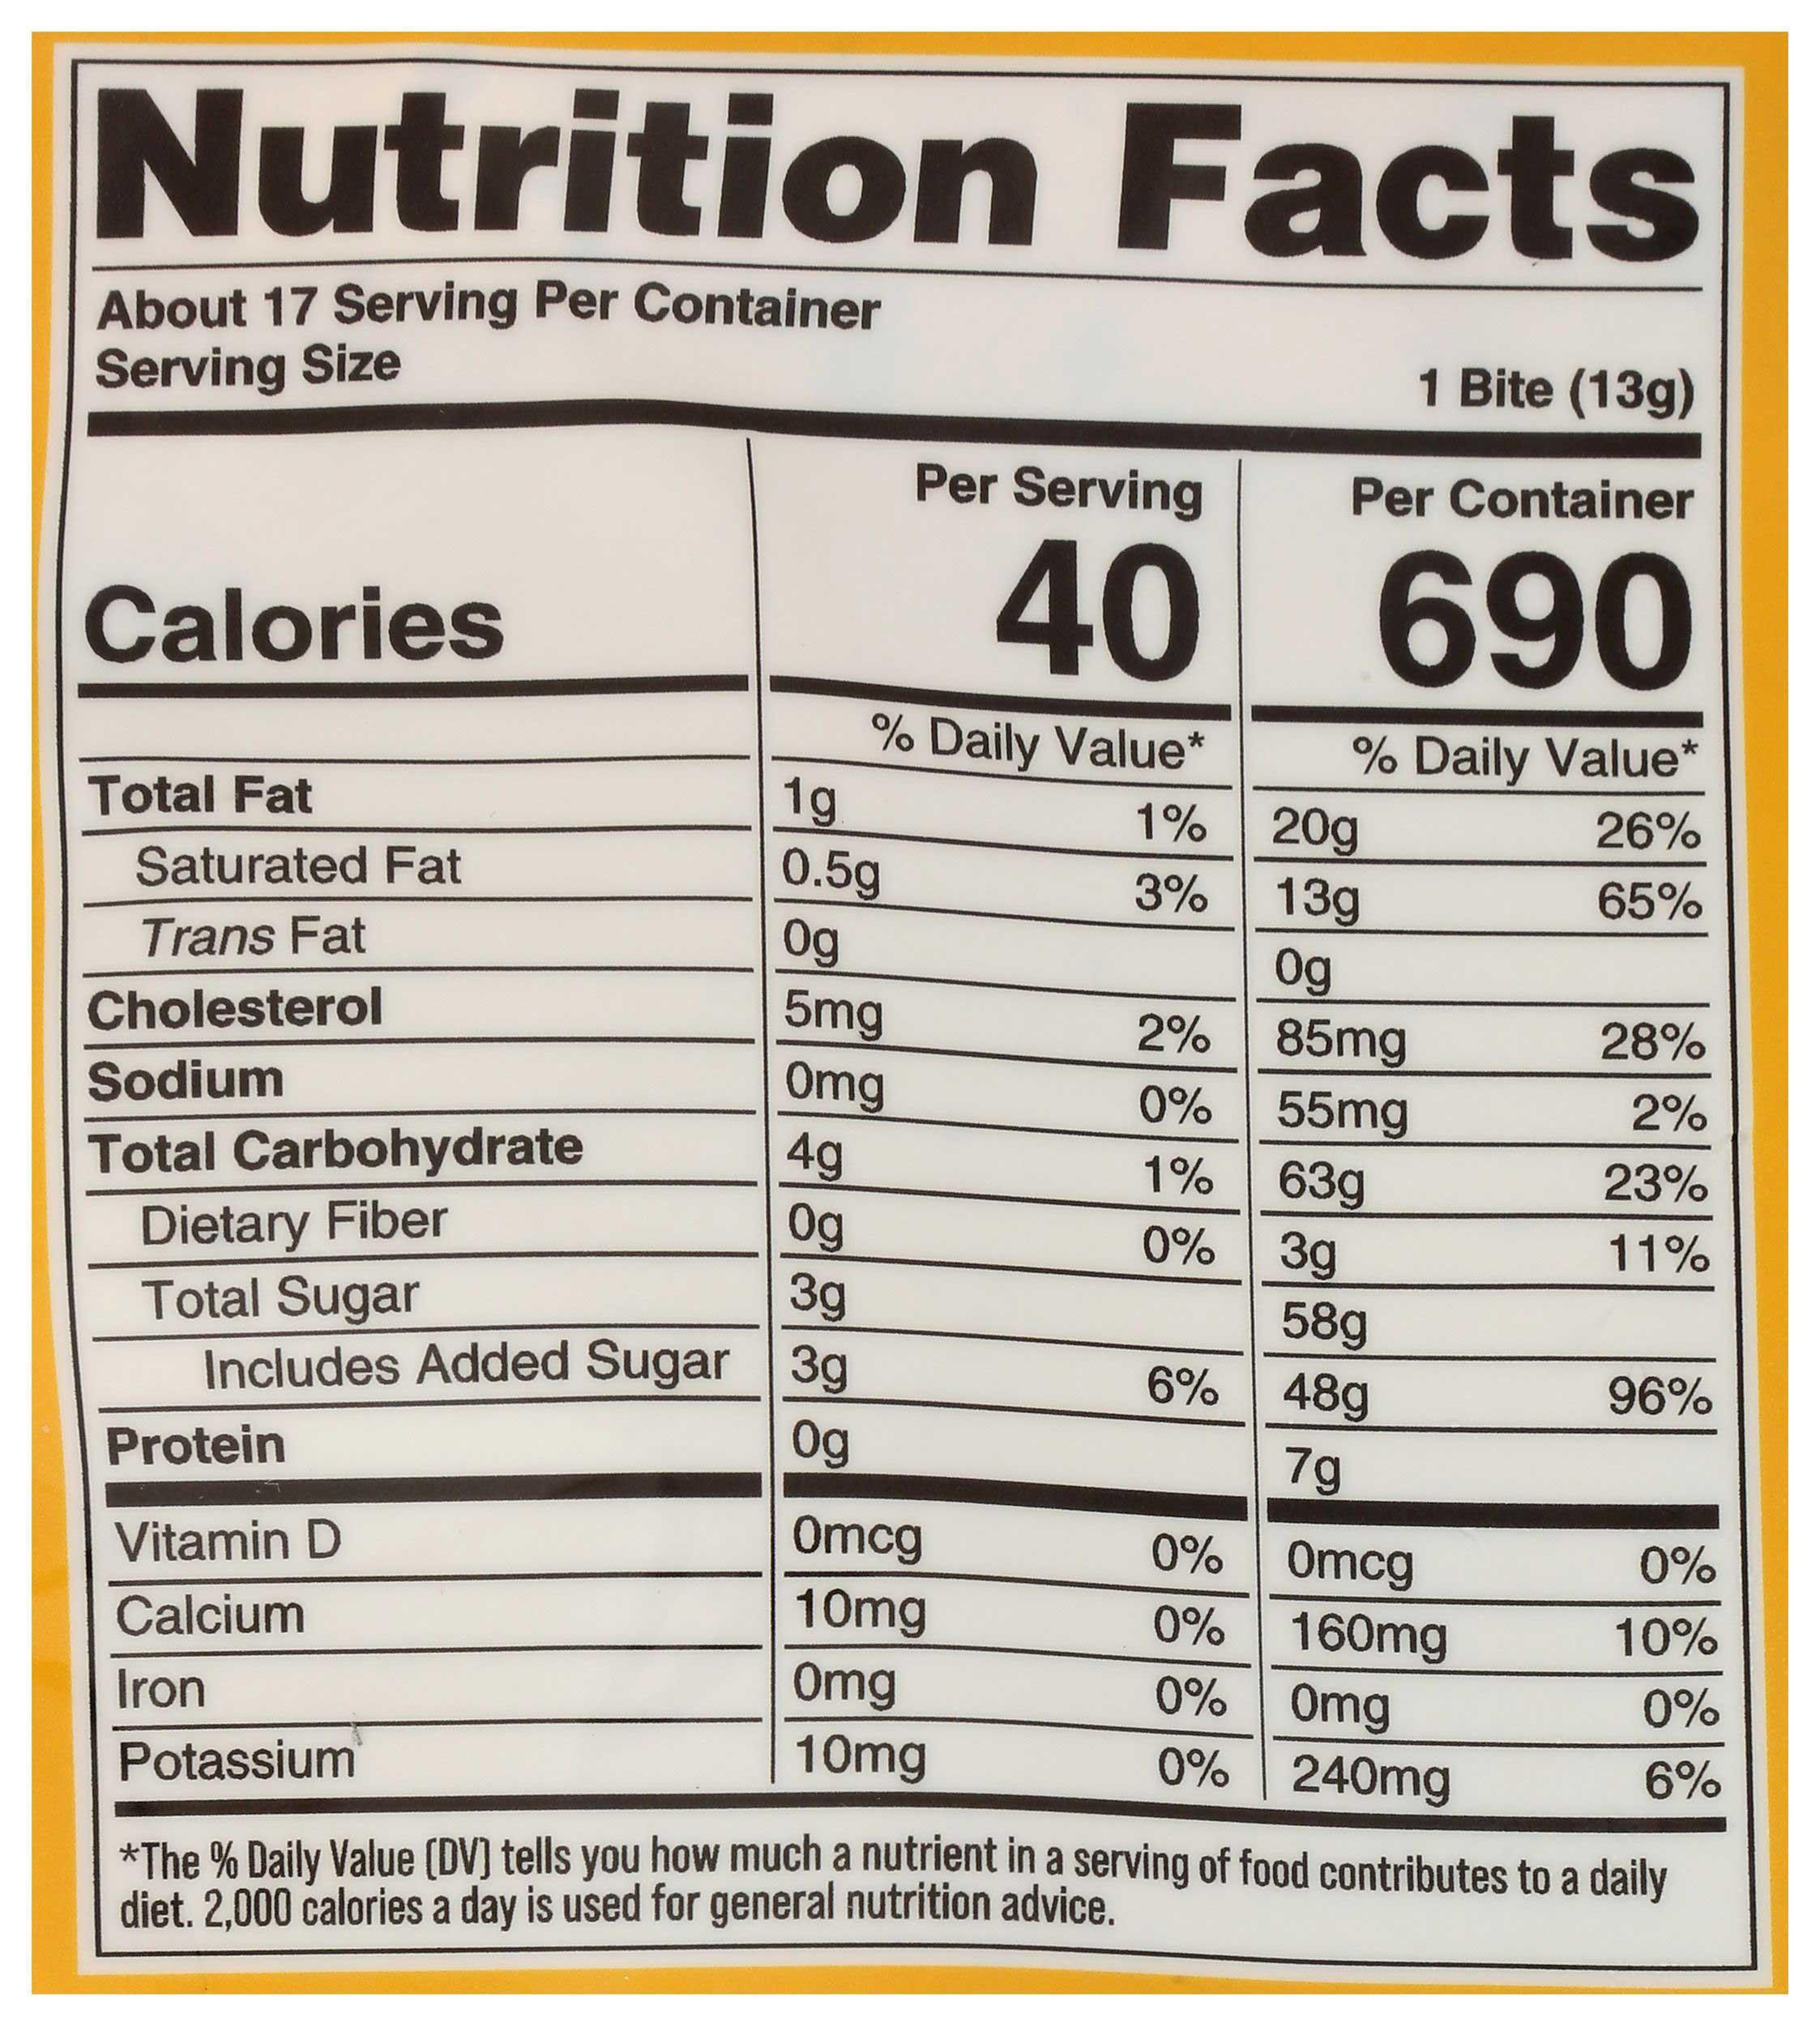 Nutrition Facts
About 17 Serving Per Container
Serving Size 1 Bite (13g)
Per Serving Per Container
Calories 40 690
% Daily Value* % Daily Value*
Total Fat 1g 1% 20g 26%
Saturated Fat 0.5g 3% 13g 65%
Trans Fat 0g 0g
Cholesterol 5mg 2% 85mg 28%
Sodium 0mg 0% 55mg 2%
Total Carbohydrate 4g 1% 63g 23%
Dietary Fiber 0g 0% 3g 11%
Total Sugar 3g 58g
Includes Added Sugar 3g 6% 48g 96%
Protein 0g 7g
Vitamin D 0mcg 0% 0mcg 0%
Calcium 10mg 0% 160mg 10%
Iron 0mg 0% 0mg 0%
Potassium 10mg 0% 240mg 6%
*The % Daily Value (DV) tells you how much a nutrient in a serving of food contributes to a daily
diet. 2,000 calories a day is used for general nutrition advice.